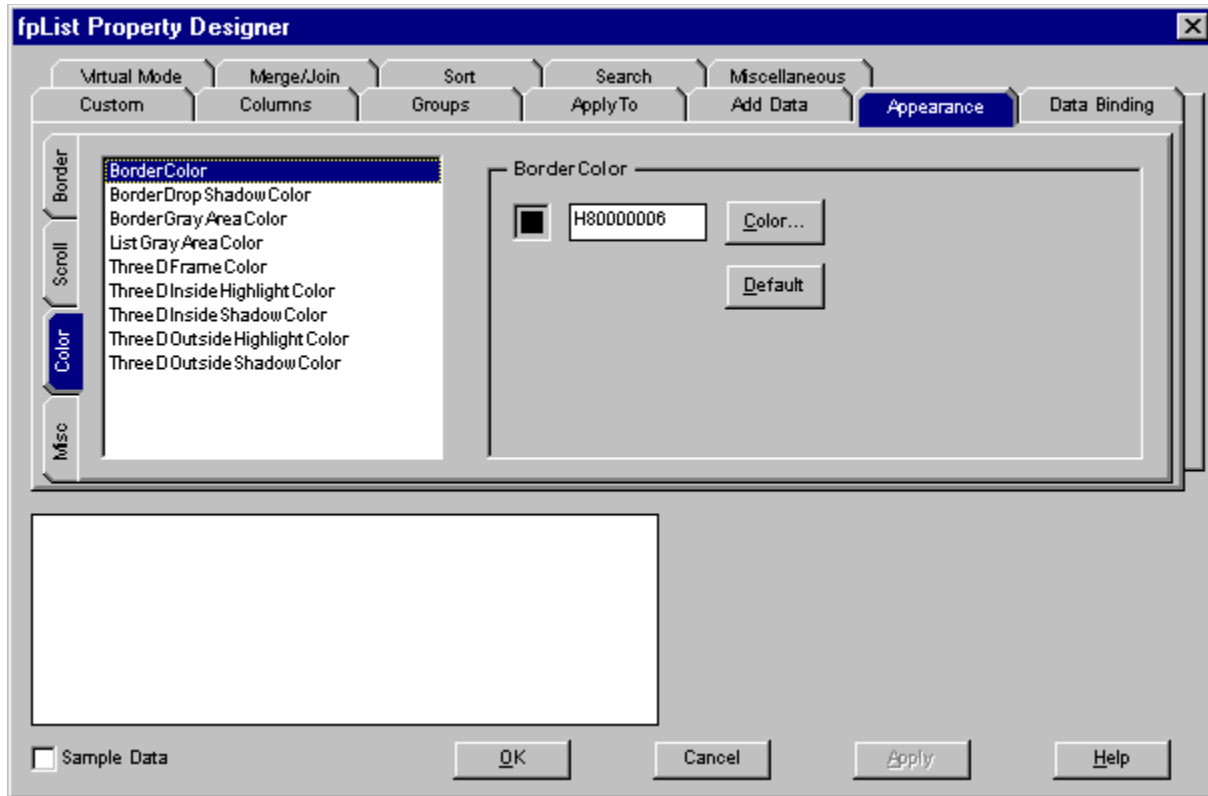 fpList Property Designer
Virtual Mode Merge/Join Sort Search Miscellaneous
Custom Columns Groups ApplyTo Add Data Appearance Data Binding
Border
Scroll
Color
Misc
BorderColor
BorderDropShadowColor
BorderGrayAreaColor
ListGrayAreaColor
ThreeDFrameColor
ThreeDInsideHighlightColor
ThreeDInsideShadowColor
ThreeDOutsideHighlightColor
ThreeDOutsideShadowColor
BorderColor
H80000006 Color...
Default
Sample Data OK Cancel Apply Help